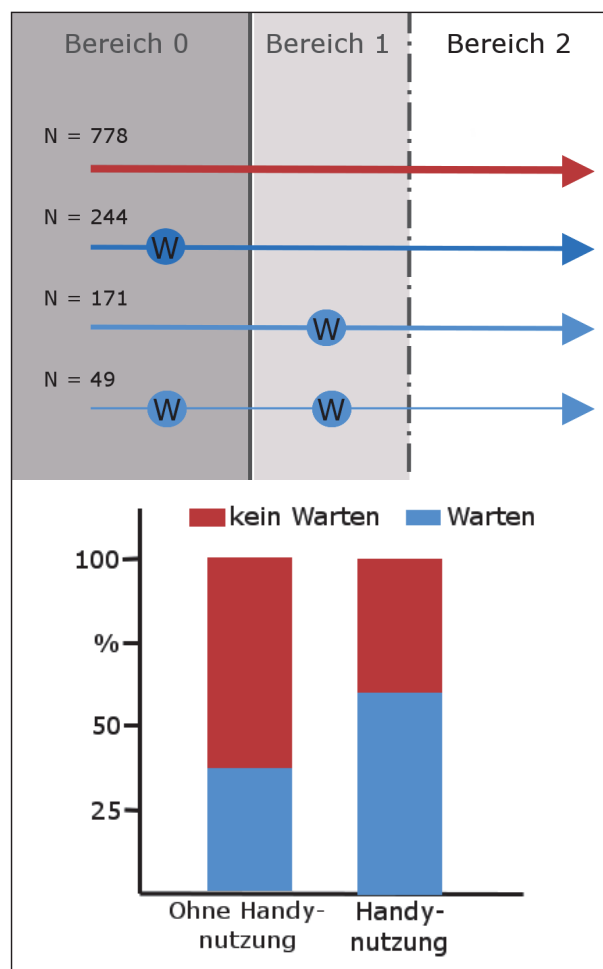 Bereich 0 Bereich 1 Bereich 2
N = 778
N = 244
W
N = 171
W
N = 49
W W
kein Warten Warten
100
%
50
25
Ohne Handy- Handy-
nutzung nutzung